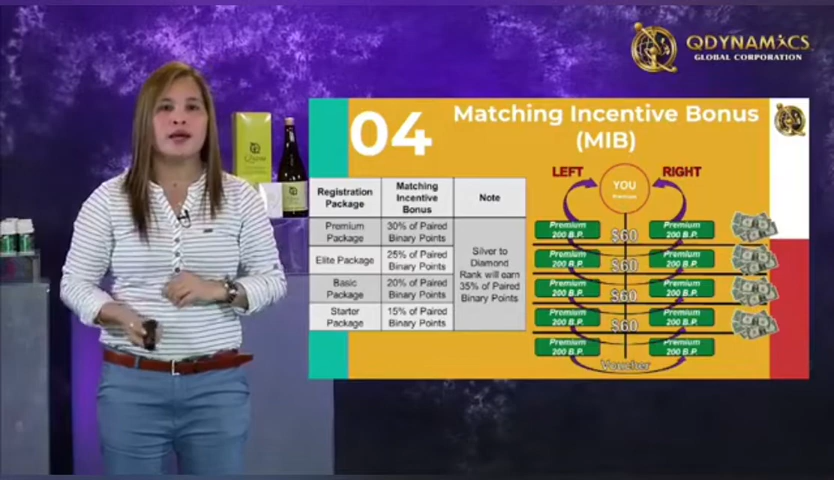 QDYNAMICS
GLOBAL CORPORATION
04
Matching Incentive Bonus
(MIB)
LEFT
RIGHT
YOU
Premium
Registration
Package
Matching
Incentive
Bonus
Note
Premium
Package
30% of Paired
Binary Points
Elite Package
25% of Paired
Binary Points
Basic
Package
20% of Paired
Binary Points
Starter
Package
15% of Paired
Binary Points
Silver to
Diamond
Rank will earn
35% of Paired
Binary Points
Premium
200 B.P.
Premium
200 B.P.
$60
Premium
200 B.P.
Premium
200 B.P.
$60
Premium
200 B.P.
Premium
200 B.P.
$60
Premium
200 B.P.
Premium
200 B.P.
$60
Premium
200 B.P.
Premium
200 B.P.
Voucher